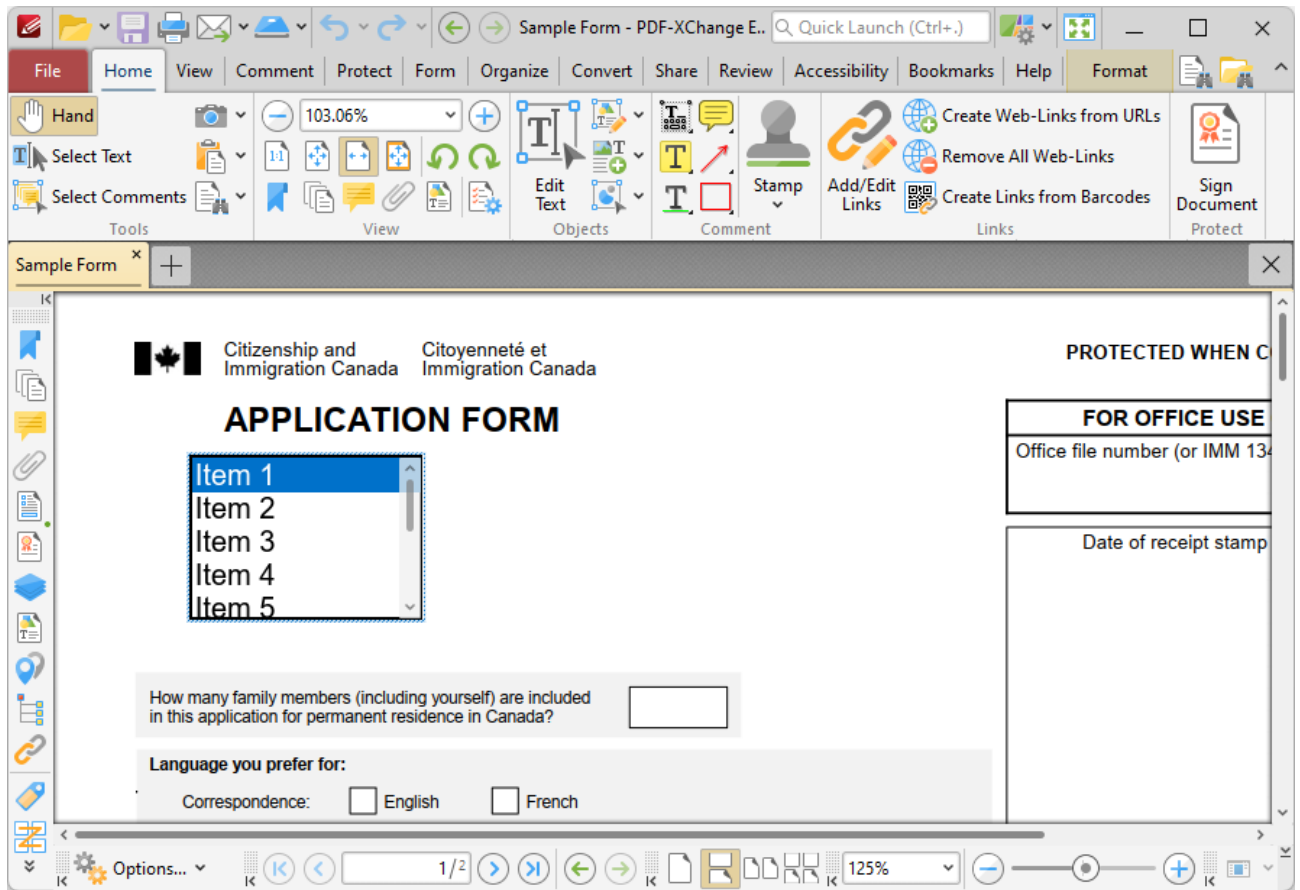 Sample Form - PDF-XChange E.. Quick Launch (Ctrl+.)
File Home View Comment Protect Form Organize Convert Share Review Accessibility Bookmarks Help Format
Hand
Select Text
Select Comments
Tools
103.06%
1:1
View
Edit
Text
Objects
Comment
Stamp
Add/Edit
Links
Create Web-Links from URLs
Remove All Web-Links
Create Links from Barcodes
Links
Sign
Document
Protect
Sample Form
Citizenship and
Immigration Canada
Citoyenneté et
Immigration Canada
PROTECTED WHEN C
APPLICATION FORM
FOR OFFICE USE
Office file number (or IMM 134
Date of receipt stamp
Item 1
Item 2
Item 3
Item 4
Item 5
How many family members (including yourself) are included
in this application for permanent residence in Canada?
Language you prefer for:
Correspondence: English French
Options... 1/2 125%